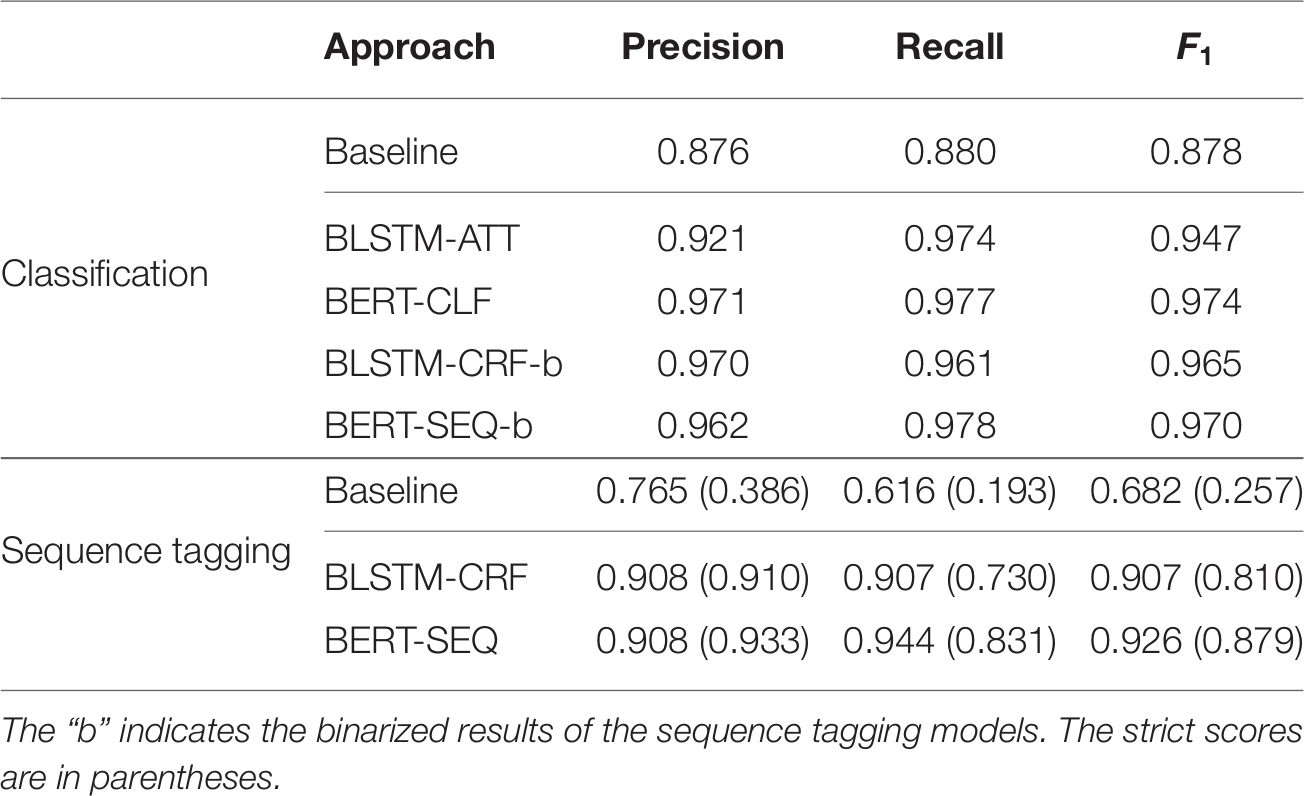 Approach Precision Recall F1
Baseline 0.876 0.880 0.878
BLSTM-ATT 0.921 0.974 0.947
Classification
BERT-CLF 0.971 0.977 0.974
BLSTM-CRF-b 0.970 0.961 0.965
BERT-SEQ-b 0.962 0.978 0.970
Baseline 0.765 (0.386) 0.616 (0.193) 0.682 (0.257)
Sequence tagging
BLSTM-CRF 0.908 (0.910) 0.907 (0.730) 0.907 (0.810)
BERT-SEQ 0.908 (0.933) 0.944 (0.831) 0.926 (0.879)
The “b” indicates the binarized results of the sequence tagging models. The strict scores
are in parentheses.